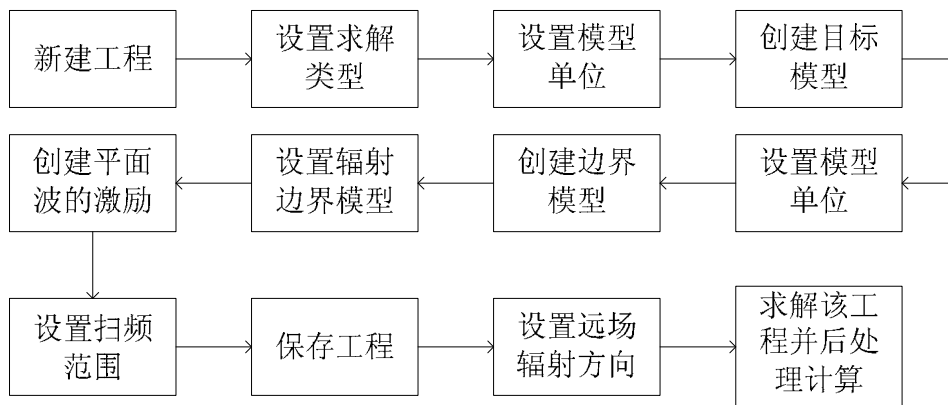 新建工程
设置求解
类型
设置模型
单位
创建目标
模型
设置模型
单位
创建边界
模型
设置辐射
边界模型
创建平面
波的激励
设置扫频
范围
保存工程
设置远场
辐射方向
求解该工
程并后处
理计算